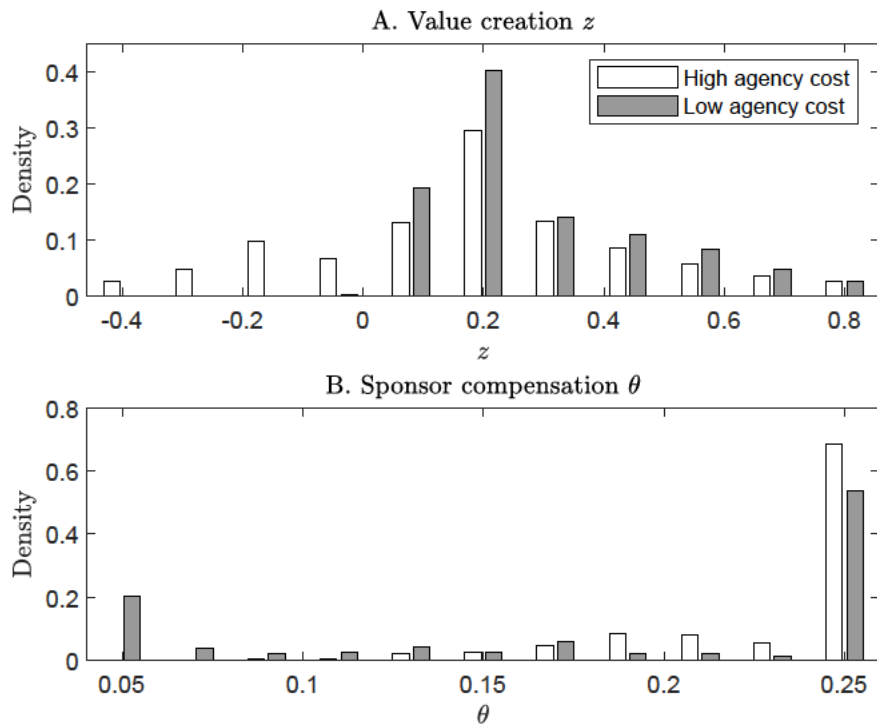 A. Value creation z
High agency cost
Low agency cost
Density
0.4
0.3
0.2
0.1
0
-0.4 -0.2 0 0.2 0.4 0.6 0.8
z
B. Sponsor compensation θ
Density
0.8
0.6
0.4
0.2
0
0.05 0.1 0.15 0.2 0.25
θ